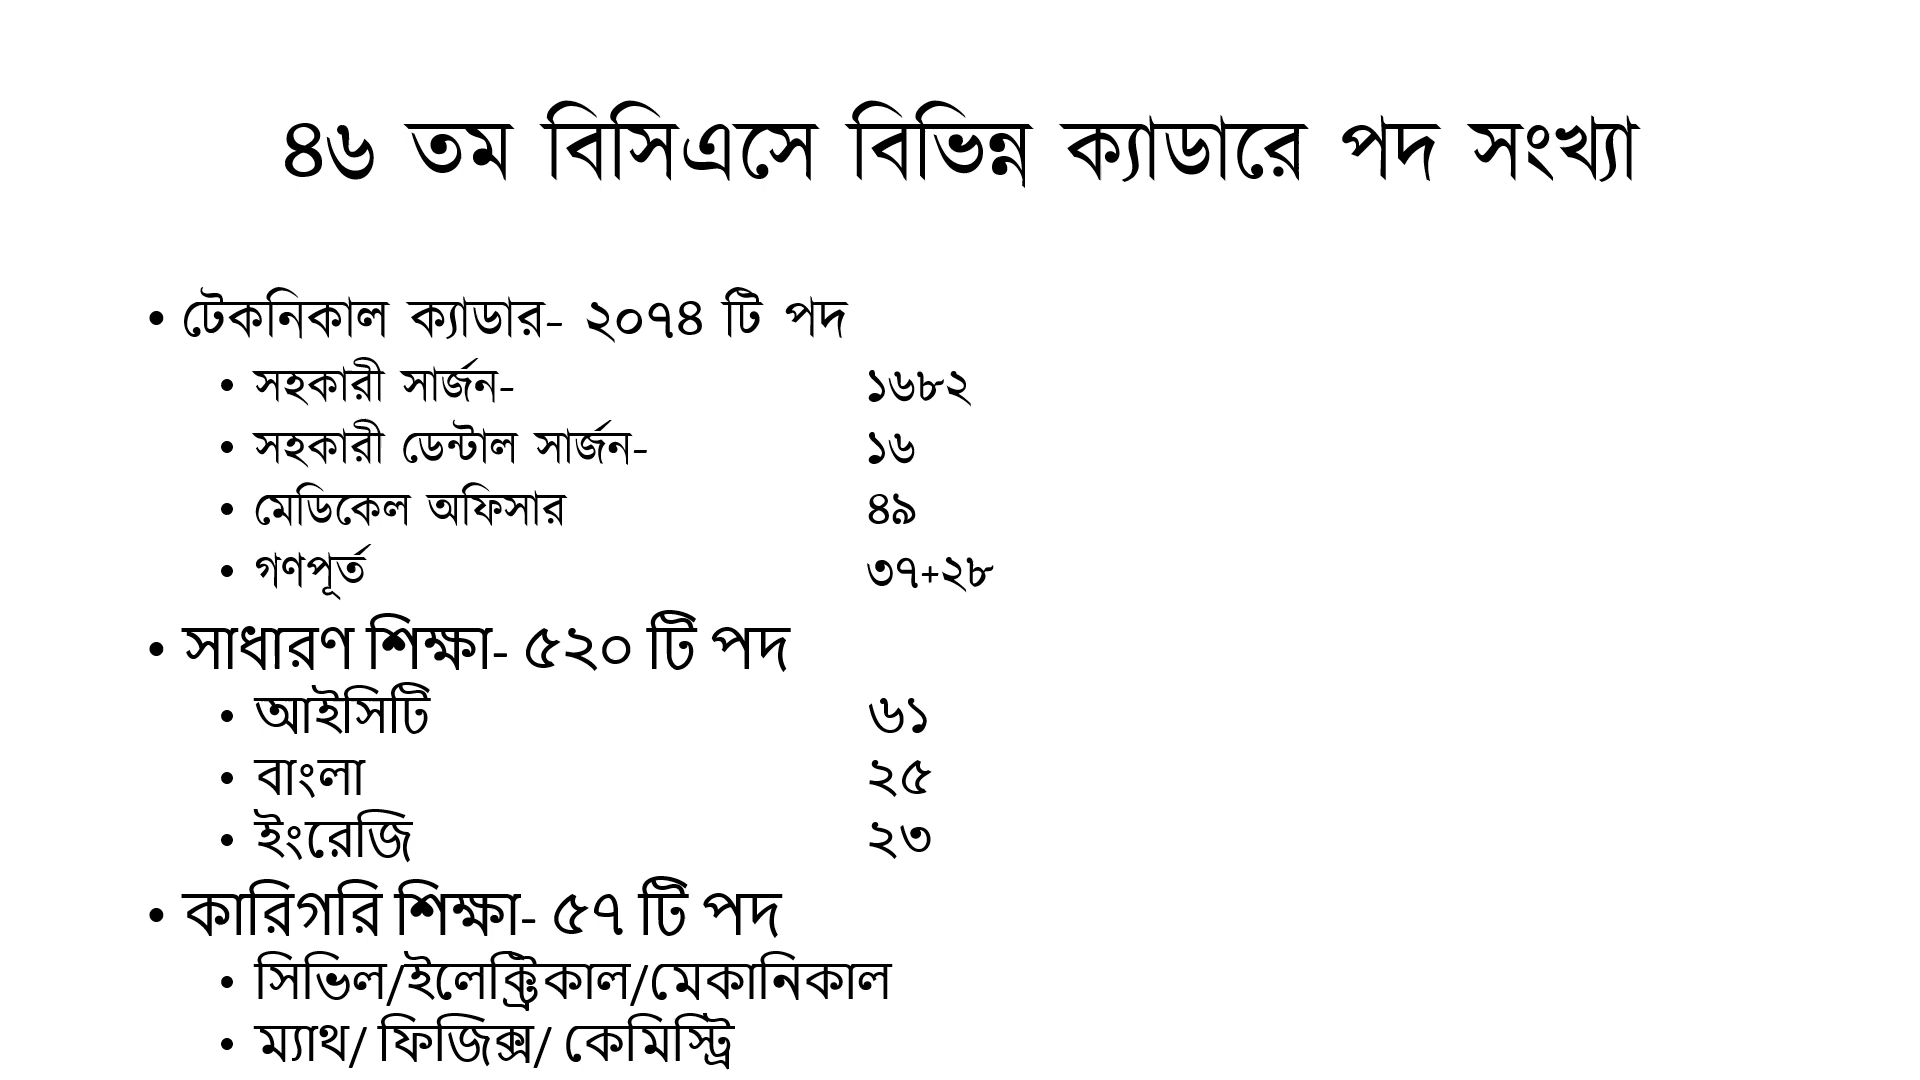 ৪৬ তম বিসিএসে বিভিন্ন ক্যাডারে পদ সংখ্যা
• টেকনিকাল ক্যাডার- ২০৭৪ টি পদ
• সহকারী সার্জন- ১৬৮২
• সহকারী ডেন্টাল সার্জন- ১৬
• মেডিকেল অফিসার ৪৯
• গণপূর্ত ৩৭+২৮
• সাধারণ শিক্ষা- ৫২০ টি পদ
• আইসিটি ৬১
• বাংলা ২৫
• ইংরেজি ২৩
• কারিগরি শিক্ষা- ৫৭ টি পদ
• সিভিল/ইলেক্ট্রিকাল/মেকানিকাল
• ম্যাথ/ ফিজিক্স/ কেমিস্ট্রি